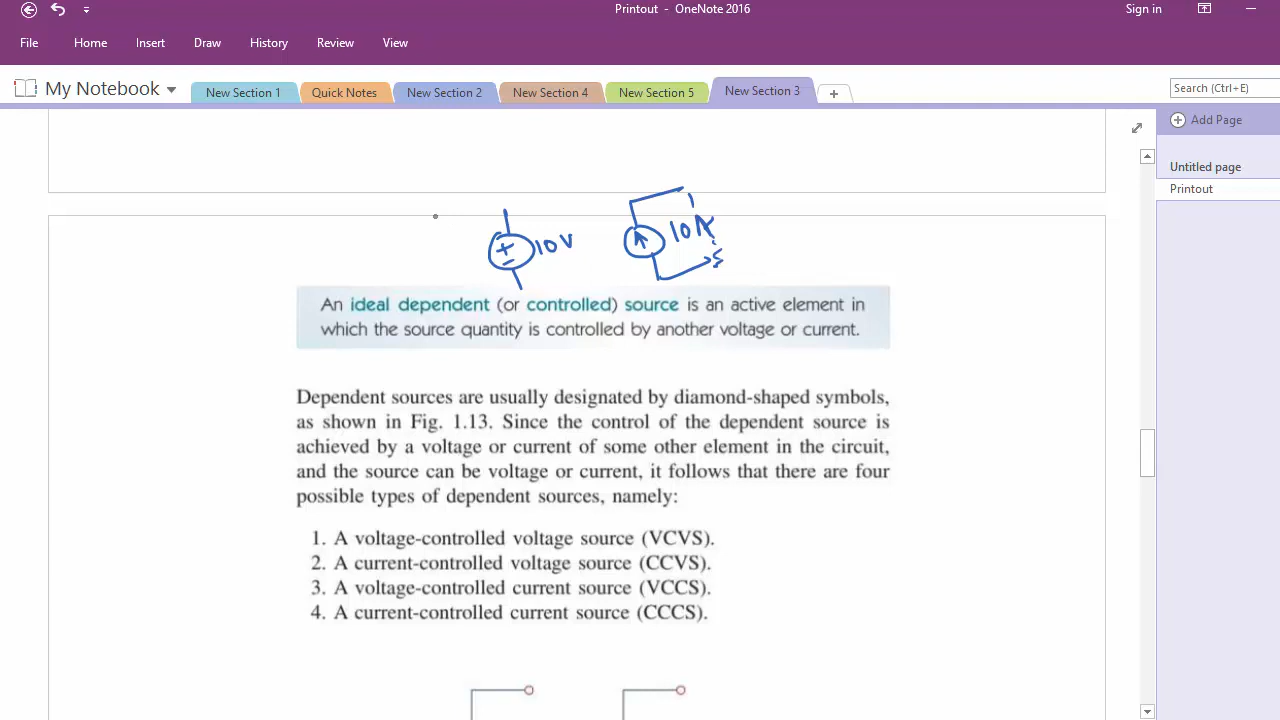 Printout - OneNote 2016
Sign in
File Home Insert Draw History Review View
My Notebook New Section 1 Quick Notes New Section 2 New Section 4 New Section 5 New Section 3 +
Search (Ctrl+E)
Add Page
Untitled page
Printout
10V
10A
An ideal dependent (or controlled) source is an active element in
which the source quantity is controlled by another voltage or current.
Dependent sources are usually designated by diamond-shaped symbols,
as shown in Fig. 1.13. Since the control of the dependent source is
achieved by a voltage or current of some other element in the circuit,
and the source can be voltage or current, it follows that there are four
possible types of dependent sources, namely:
1. A voltage-controlled voltage source (VCVS).
2. A current-controlled voltage source (CCVS).
3. A voltage-controlled current source (VCCS).
4. A current-controlled current source (CCCS).